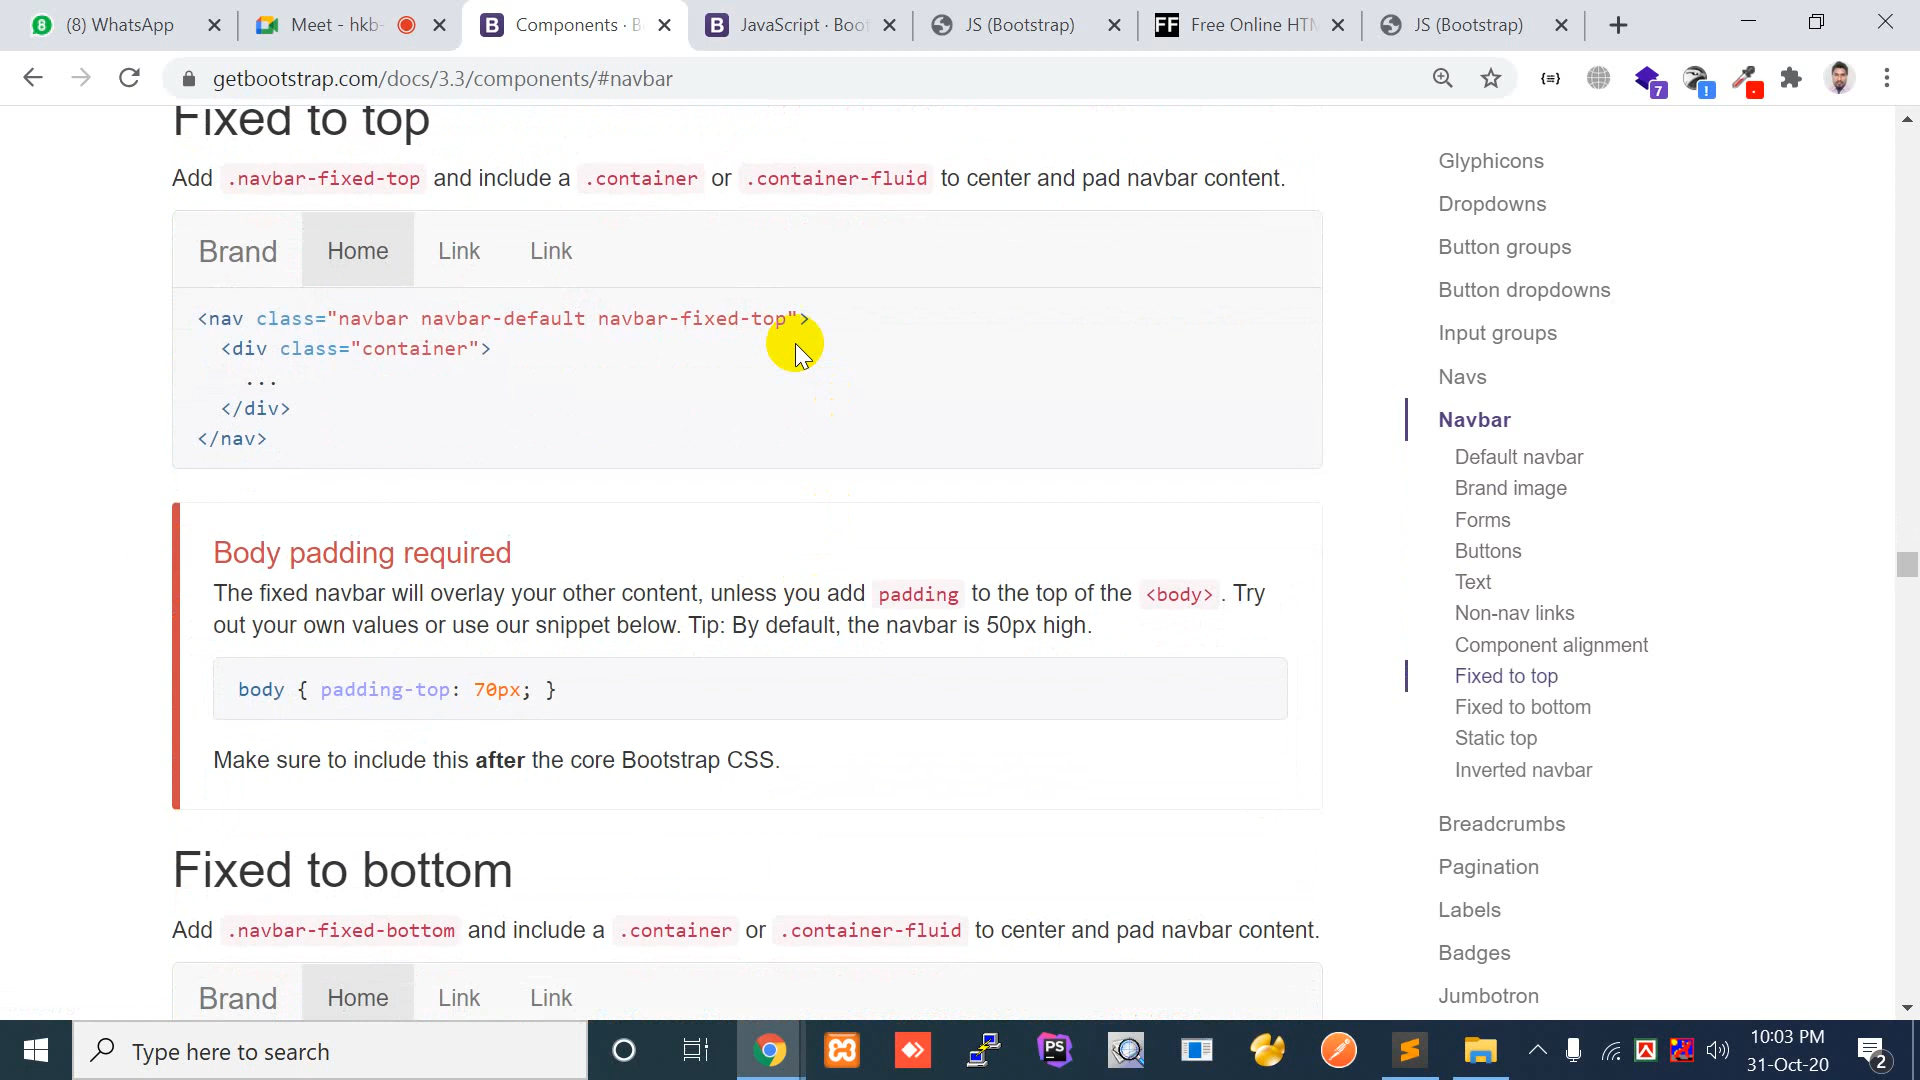 (8) WhatsApp
Meet - hkb-
Components · B
JavaScript · Boot
JS (Bootstrap)
FF Free Online HTM
JS (Bootstrap)
getbootstrap.com/docs/3.3/components/#navbar
7
Fixed to top
Add .navbar-fixed-top and include a .container or .container-fluid to center and pad navbar content.
Brand Home Link Link
<nav class="navbar navbar-default navbar-fixed-top">
<div class="container">
...
</div>
</nav>
Body padding required
The fixed navbar will overlay your other content, unless you add padding to the top of the <body>. Try
out your own values or use our snippet below. Tip: By default, the navbar is 50px high.
body { padding-top: 70px; }
Make sure to include this after the core Bootstrap CSS.
Fixed to bottom
Add .navbar-fixed-bottom and include a .container or .container-fluid to center and pad navbar content.
Brand Home Link Link
Glyphicons
Dropdowns
Button groups
Button dropdowns
Input groups
Navs
Navbar
Default navbar
Brand image
Forms
Buttons
Text
Non-nav links
Component alignment
Fixed to top
Fixed to bottom
Static top
Inverted navbar
Breadcrumbs
Pagination
Labels
Badges
Jumbotron
Type here to search
PS
10:03 PM
31-Oct-20
2